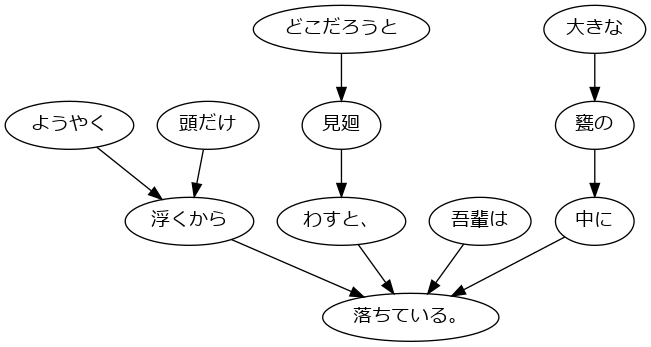 どこだろうと
大きな
ようやく
頭だけ
見廻
甕の
浮くから
わすと、
吾輩は
中に
落ちている。